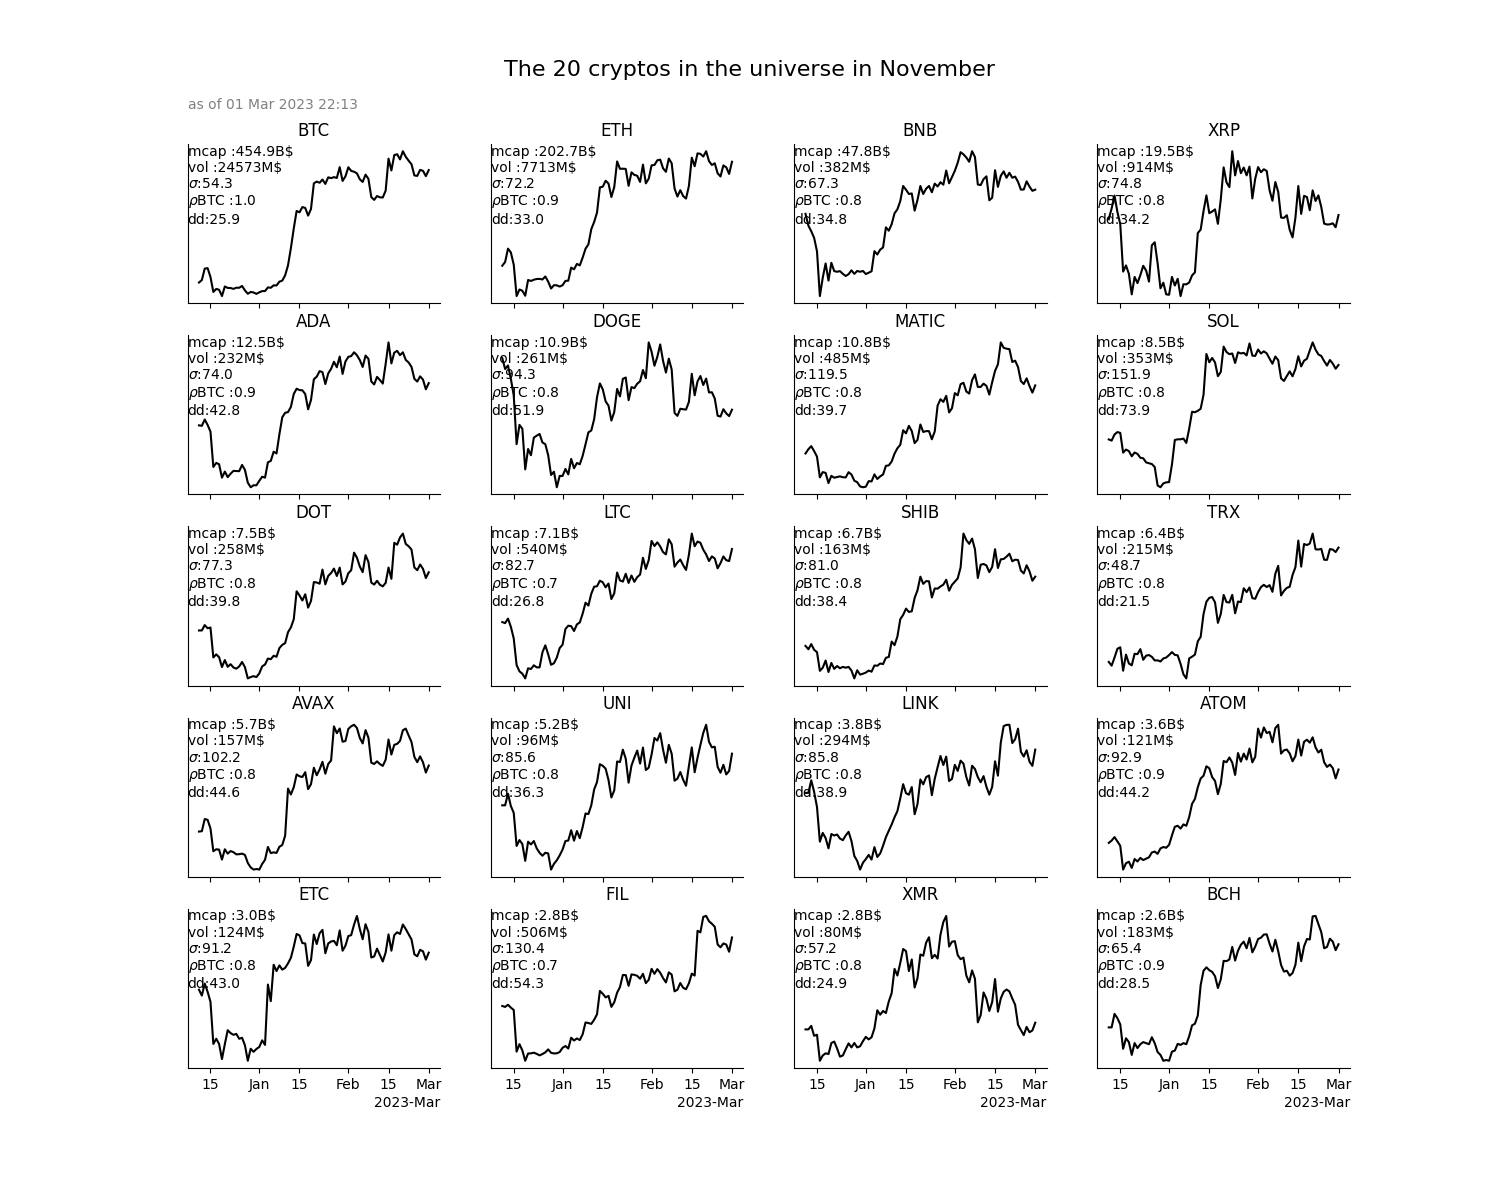 The 20 cryptos in the universe in November
as of 01 Mar 2023 22:13
BTC
mcap :454.9B$
vol :24573M$
σ:54.3
ρBTC :1.0
dd:25.9
ETH
mcap :202.7B$
vol :7713M$
σ:72.2
ρBTC :0.9
dd:33.0
BNB
mcap :47.8B$
vol :382M$
σ:67.3
ρBTC :0.8
dd:34.8
XRP
mcap :19.5B$
vol :914M$
σ:74.8
ρBTC :0.8
dd:34.2
ADA
mcap :12.5B$
vol :232M$
σ:74.0
ρBTC :0.9
dd:42.8
DOGE
mcap :10.9B$
vol :261M$
σ:94.3
ρBTC :0.8
dd:51.9
MATIC
mcap :10.8B$
vol :485M$
σ:119.5
ρBTC :0.8
dd:39.7
SOL
mcap :8.5B$
vol :353M$
σ:151.9
ρBTC :0.8
dd:73.9
DOT
mcap :7.5B$
vol :258M$
σ:77.3
ρBTC :0.8
dd:39.8
LTC
mcap :7.1B$
vol :540M$
σ:82.7
ρBTC :0.7
dd:26.8
SHIB
mcap :6.7B$
vol :163M$
σ:81.0
ρBTC :0.8
dd:38.4
TRX
mcap :6.4B$
vol :215M$
σ:48.7
ρBTC :0.8
dd:21.5
AVAX
mcap :5.7B$
vol :157M$
σ:102.2
ρBTC :0.8
dd:44.6
UNI
mcap :5.2B$
vol :96M$
σ:85.6
ρBTC :0.8
dd:36.3
LINK
mcap :3.8B$
vol :294M$
σ:85.8
ρBTC :0.8
dd:38.9
ATOM
mcap :3.6B$
vol :121M$
σ:92.9
ρBTC :0.9
dd:44.2
ETC
mcap :3.0B$
vol :124M$
σ:91.2
ρBTC :0.8
dd:43.0
15 Jan 15 Feb 15 Mar
2023-Mar
FIL
mcap :2.8B$
vol :506M$
σ:130.4
ρBTC :0.7
dd:54.3
15 Jan 15 Feb 15 Mar
2023-Mar
XMR
mcap :2.8B$
vol :80M$
σ:57.2
ρBTC :0.8
dd:24.9
15 Jan 15 Feb 15 Mar
2023-Mar
BCH
mcap :2.6B$
vol :183M$
σ:65.4
ρBTC :0.9
dd:28.5
15 Jan 15 Feb 15 Mar
2023-Mar